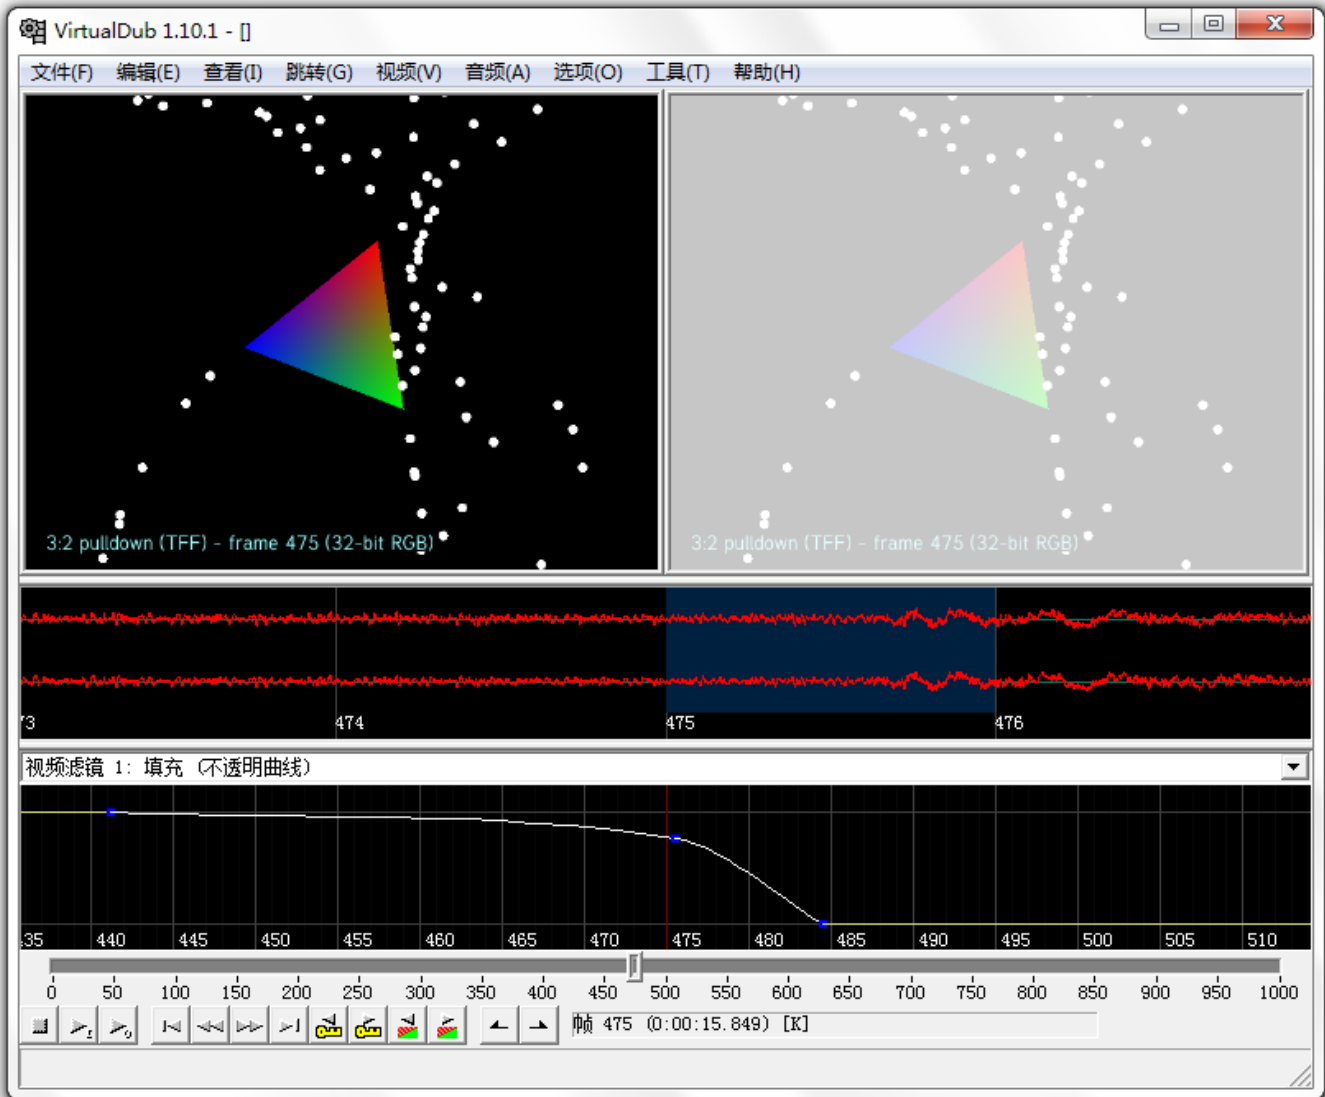 VirtualDub 1.10.1 - []
文件(F) 编辑(E) 查看(I) 跳转(G) 视频(V) 音频(A) 选项(O) 工具(T) 帮助(H)
3:2 pulldown (TFF) - frame 475 (32-bit RGB) 3:2 pulldown (TFF) - frame 475 (32-bit RGB)
73 474 475 476
视频滤镜 1: 填充 (不透明曲线)
435 440 445 450 455 460 465 470 475 480 485 490 495 500 505 510
0 50 100 150 200 250 300 350 400 450 500 550 600 650 700 750 800 850 900 950 1000
帧 475 (0:00:15.849) [K]